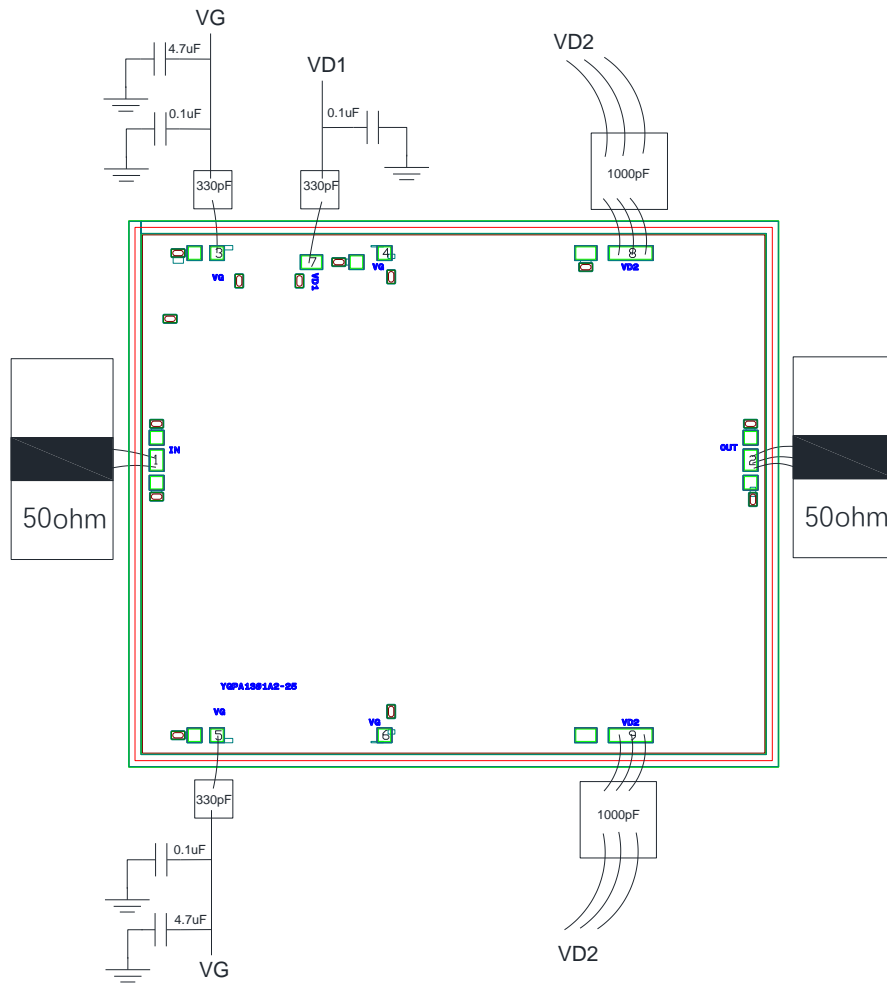 VG
4.7uF
VD1
VD2
0.1uF
0.1uF
330pF
330pF
1000pF
3
7
4
8
VG
VD1
VG
VD2
IN
1
OUT
2
50ohm
50ohm
YGPA1391A2-25
VG
VG
VD2
5
6
9
330pF
1000pF
0.1uF
4.7uF
VG
VD2